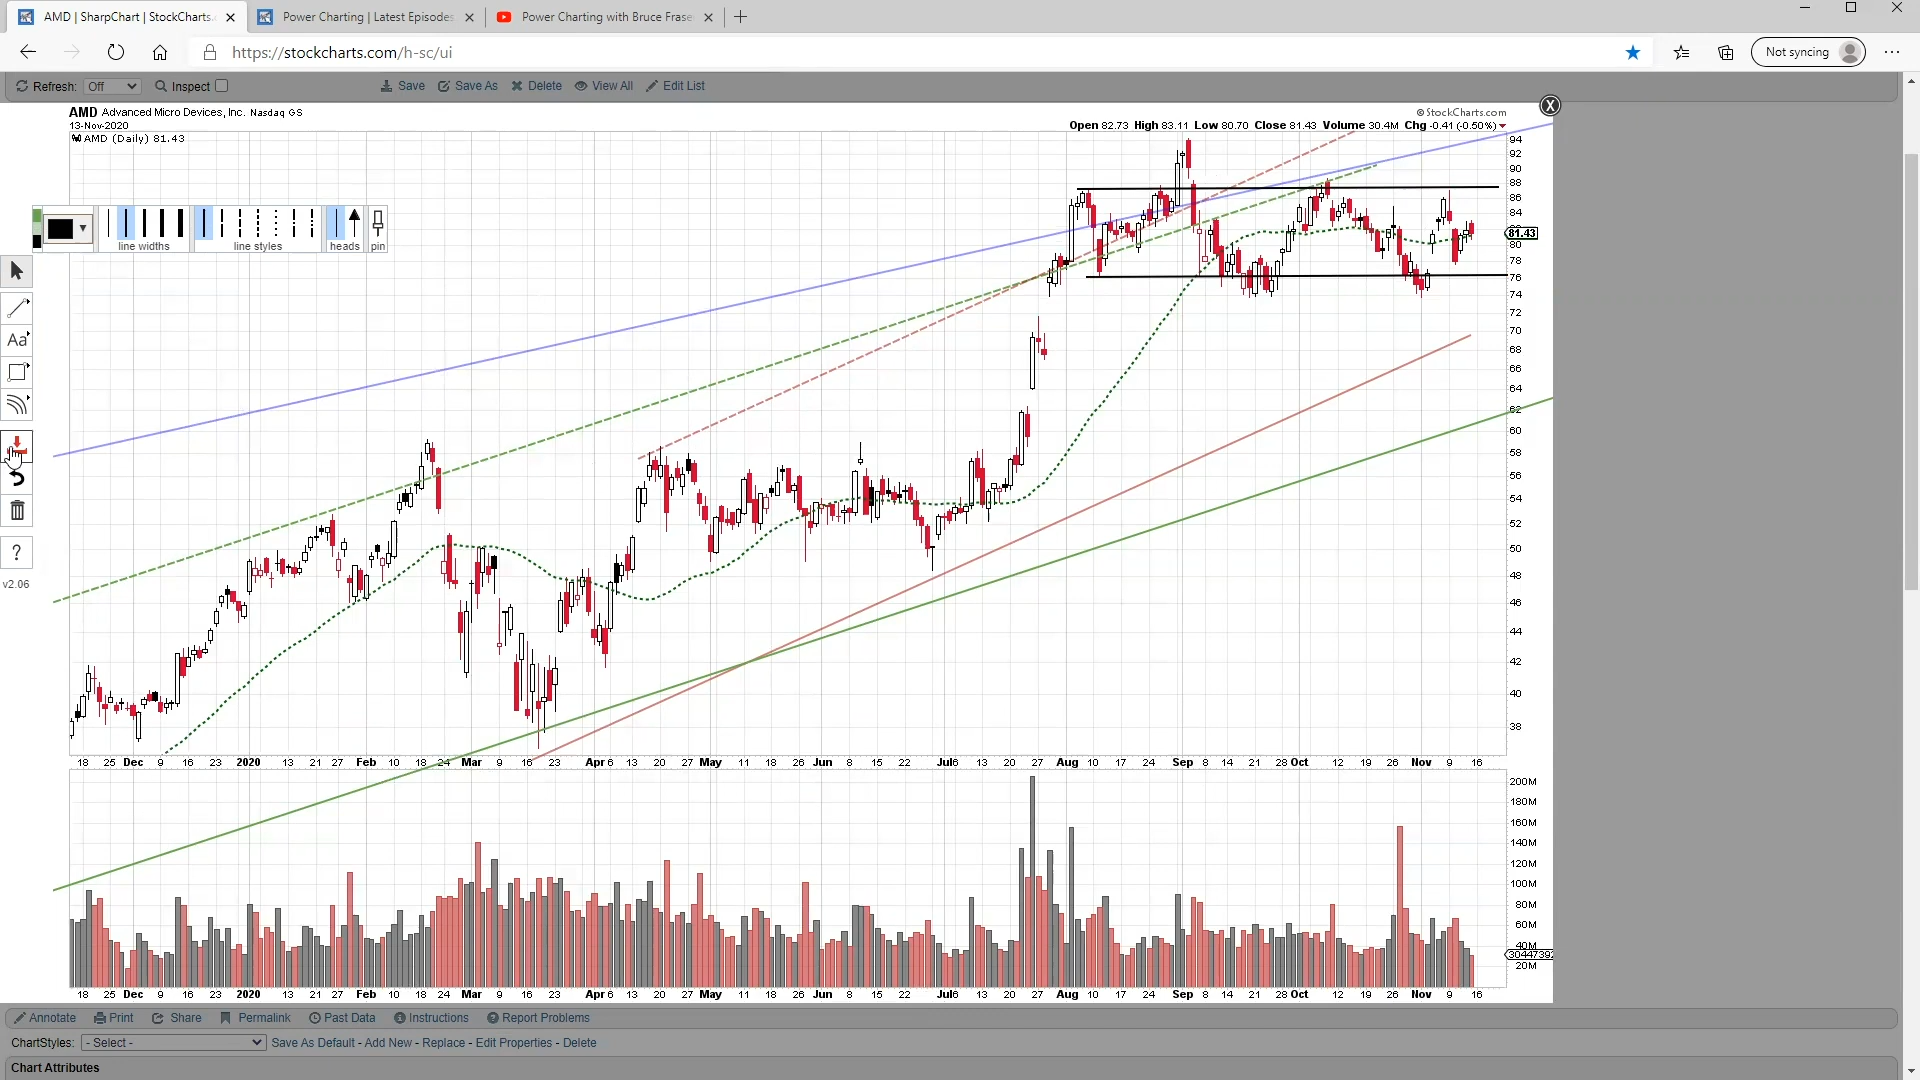 AMD | SharpChart | StockCharts.
Power Charting | Latest Episodes
Power Charting with Bruce Frase
https://stockcharts.com/h-sc/ui
Not syncing
Refresh: Off
Inspect
Save
Save As
Delete
View All
Edit List
AMD Advanced Micro Devices, Inc. Nasdaq GS
© StockCharts.com
13-Nov-2020
Open 82.73 High 83.11 Low 80.70 Close 81.43 Volume 30.4M Chg -0.41 (-0.50%)
AMD (Daily) 81.43
line widths
line styles
heads
pin
Aa
?
v2.06
94
92
90
88
86
84
81.43
80
78
76
74
72
70
68
66
64
62
60
58
56
54
52
50
48
46
44
42
40
38
18 25 Dec 9 16 23 2020 13 21 27 Feb 10 18 24 Mar 9 16 23 Apr 6 13 20 27 May 11 18 26 Jun 8 15 22 Jul 6 13 20 27 Aug 10 17 24 Sep 8 14 21 28 Oct 12 19 26 Nov 9 16
200M
180M
160M
140M
120M
100M
80M
60M
40M
30447392
20M
18 25 Dec 9 16 23 2020 13 21 27 Feb 10 18 24 Mar 9 16 23 Apr 6 13 20 27 May 11 18 26 Jun 8 15 22 Jul 6 13 20 27 Aug 10 17 24 Sep 8 14 21 28 Oct 12 19 26 Nov 9 16
Annotate
Print
Share
Permalink
Past Data
Instructions
Report Problems
ChartStyles: - Select - Save As Default - Add New - Replace - Edit Properties - Delete
Chart Attributes